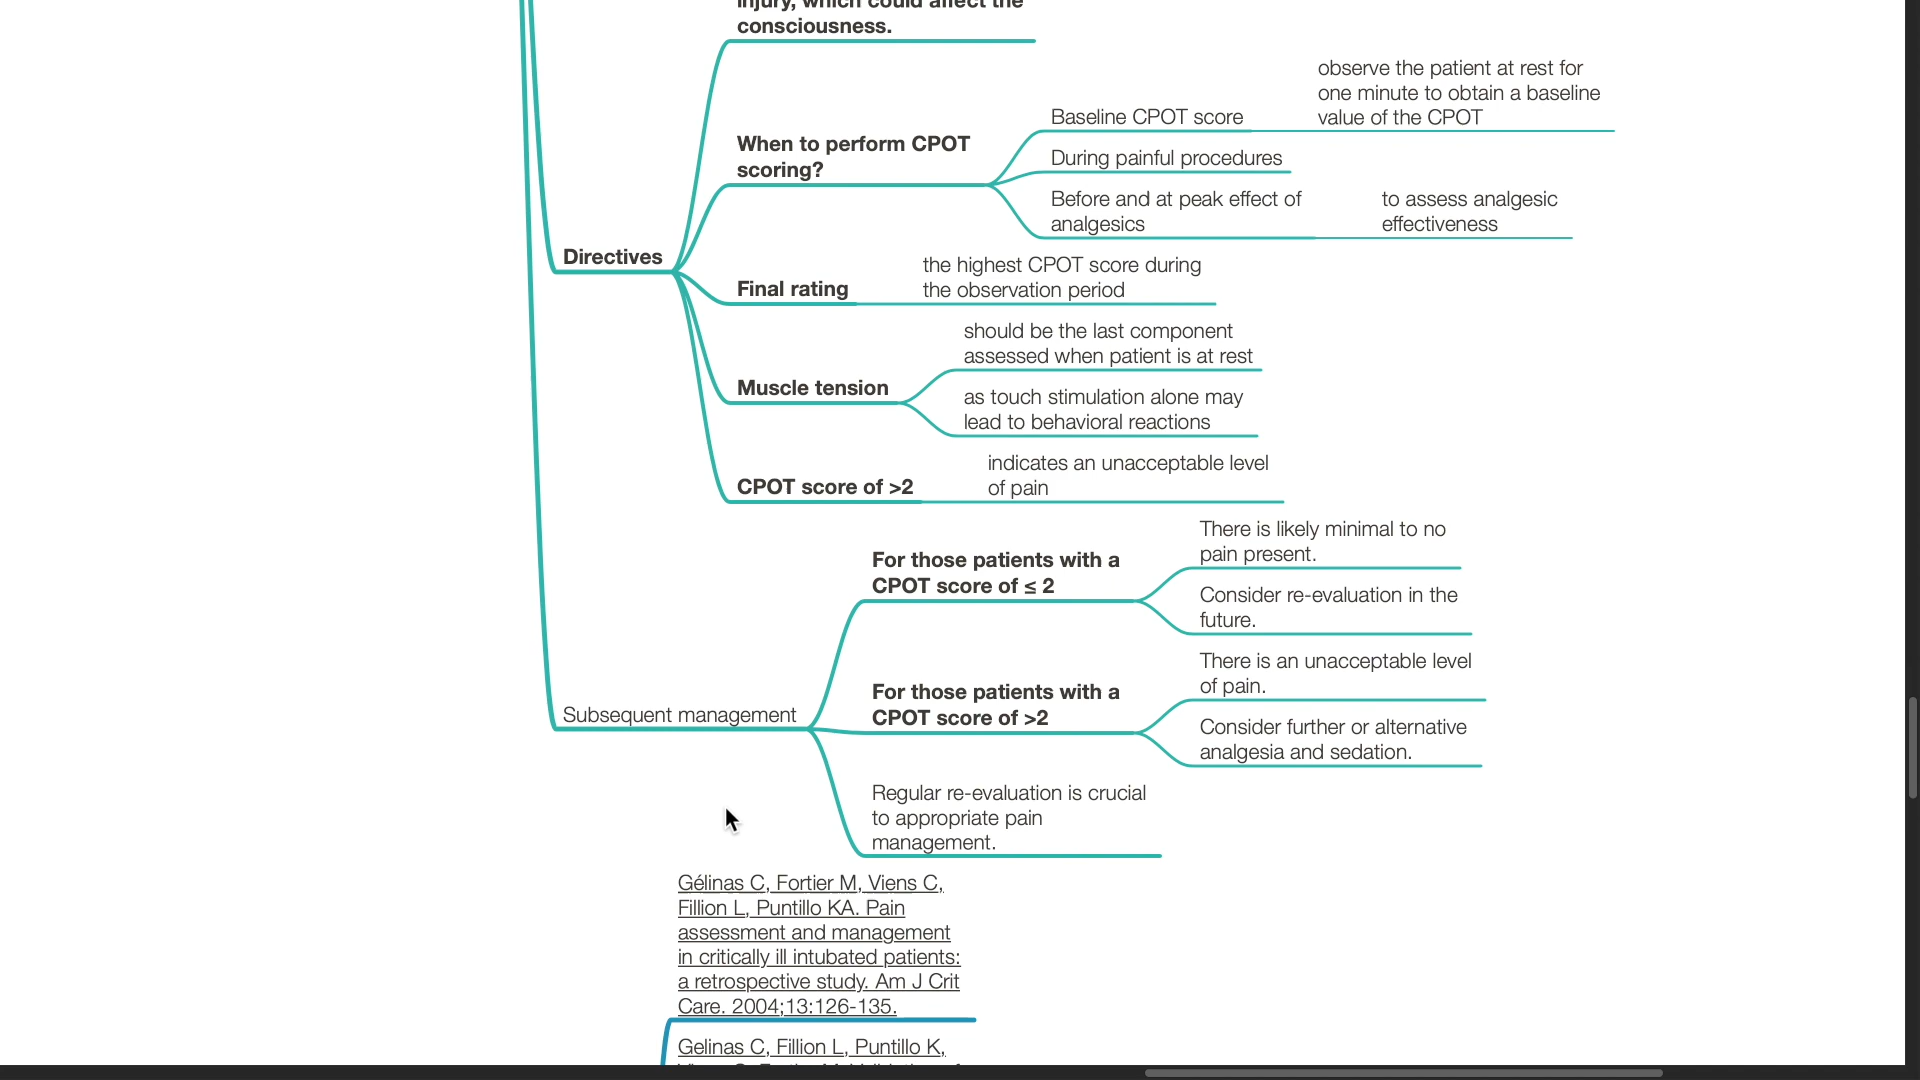 injury, which could affect the
consciousness.
observe the patient at rest for
one minute to obtain a baseline
value of the CPOT
Baseline CPOT score
When to perform CPOT
scoring?
During painful procedures
Before and at peak effect of
analgesics
to assess analgesic
effectiveness
Directives
Final rating
the highest CPOT score during
the observation period
should be the last component
assessed when patient is at rest
Muscle tension
as touch stimulation alone may
lead to behavioral reactions
CPOT score of >2
indicates an unacceptable level
of pain
For those patients with a
CPOT score of ≤ 2
There is likely minimal to no
pain present.
Consider re-evaluation in the
future.
Subsequent management
For those patients with a
CPOT score of >2
There is an unacceptable level
of pain.
Consider further or alternative
analgesia and sedation.
Regular re-evaluation is crucial
to appropriate pain
management.
Gélinas C, Fortier M, Viens C,
Fillion L, Puntillo KA. Pain
assessment and management
in critically ill intubated patients:
a retrospective study. Am J Crit
Care. 2004;13:126-135.
Gelinas C, Fillion L, Puntillo K,